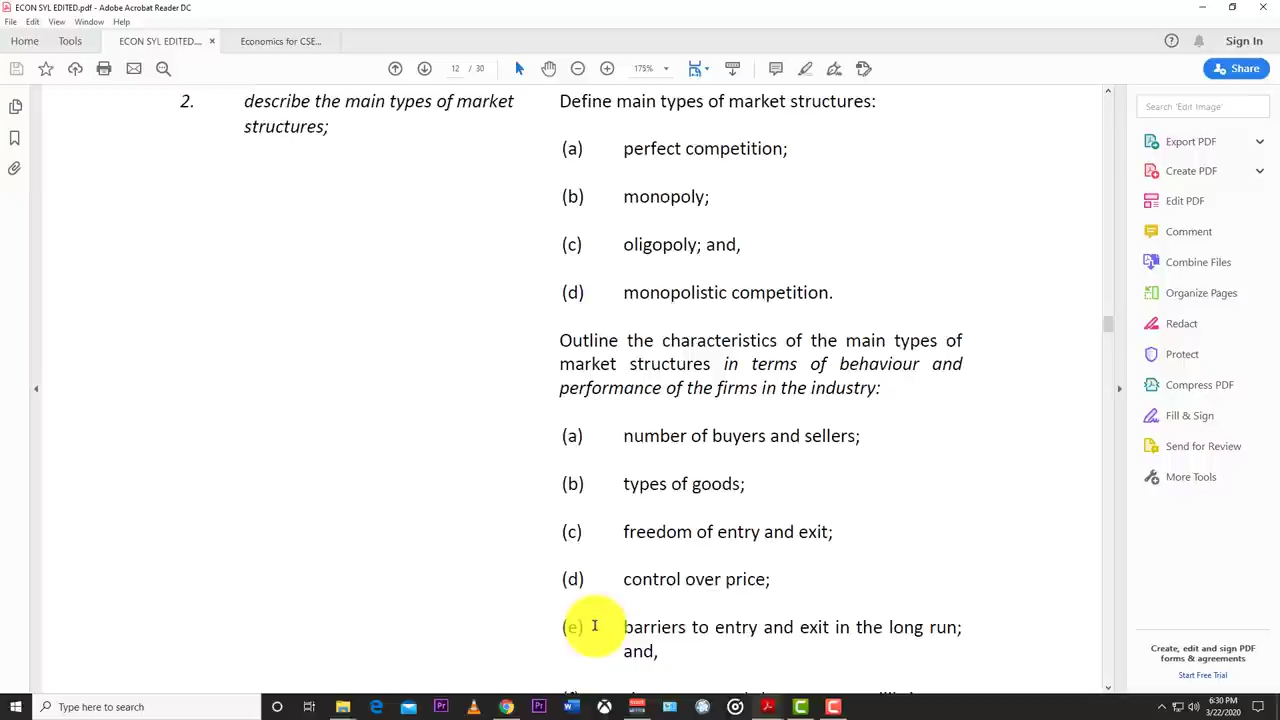 ECON SYL EDITED.pdf - Adobe Acrobat Reader DC
File Edit View Window Help
Home Tools ECON SYL EDITED.... × Economics for CSE... Sign In
12 / 30 175% Share
2. describe the main types of market structures;
Define main types of market structures:
(a) perfect competition;
(b) monopoly;
(c) oligopoly; and,
(d) monopolistic competition.
Outline the characteristics of the main types of
market structures in terms of behaviour and
performance of the firms in the industry:
(a) number of buyers and sellers;
(b) types of goods;
(c) freedom of entry and exit;
(d) control over price;
(e) barriers to entry and exit in the long run;
and,
Search 'Edit Image'
Export PDF
Create PDF
Edit PDF
Comment
Combine Files
Organize Pages
Redact
Protect
Compress PDF
Fill & Sign
Send for Review
More Tools
Create, edit and sign PDF
forms & agreements
Start Free Trial
Type here to search
6:30 PM
3/22/2020